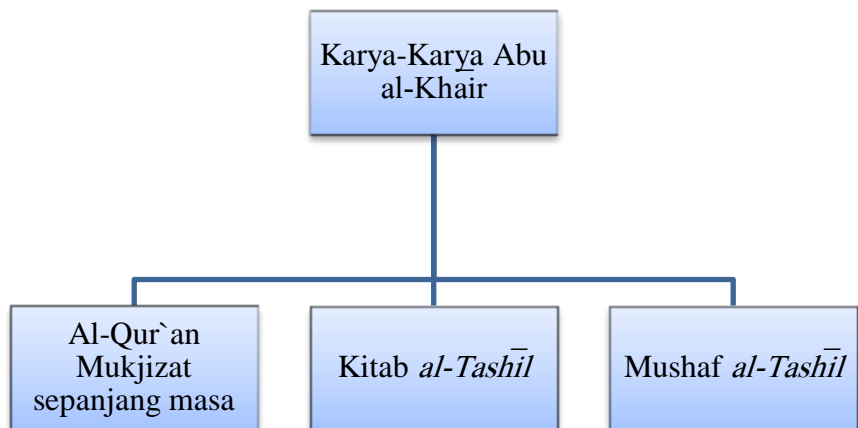 Karya-Karya Abu
al-Khair
Al-Qur`an
Mukjizat
sepanjang masa
Kitab al-Tashīl
Mushaf al-Tashīl